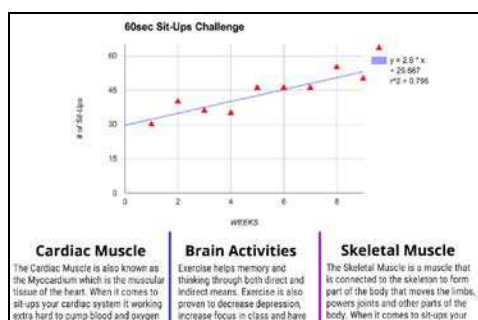 60sec Sit-Ups Challenge
60
45
30
15
0
# of Sit-Ups
0 2 4 6 8
WEEKS
y = 2.6 * x
+ 29.667
r^2 = 0.795
Cardiac Muscle
The Cardiac Muscle is also known as
the Myocardium which is the muscular
tissue of the heart. When it comes to
sit-ups your cardiac system it working
extra hard to pump blood and oxygen
Brain Activities
Exercise helps memory and
thinking through both direct and
indirect means. Exercise is also
proven to decrease depression,
increase focus in class and have
Skeletal Muscle
The Skeletal Muscle is a muscle that
is connected to the skeleton to form
part of the body that moves the limbs,
powers joints and other parts of the
body. When it comes to sit-ups your